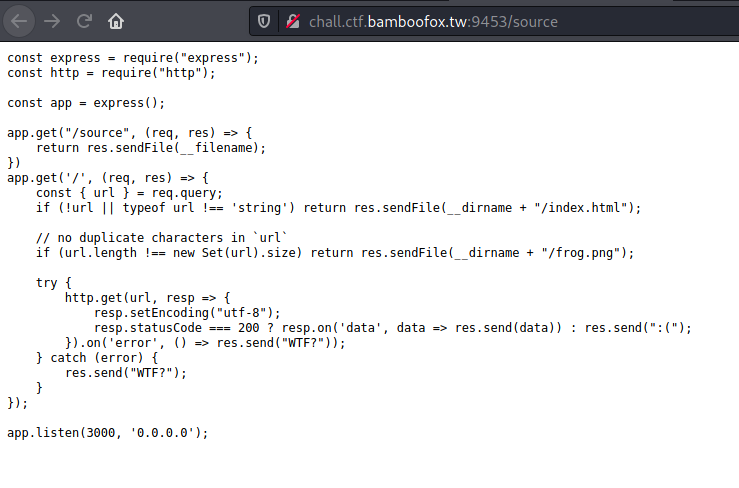 chall.ctf.bamboofox.tw:9453/source
const express = require("express");
const http = require("http");
const app = express();
app.get("/source", (req, res) => {
    return res.sendFile(__filename);
})
app.get('/', (req, res) => {
    const { url } = req.query;
    if (!url || typeof url !== 'string') return res.sendFile(__dirname + "/index.html");
    // no duplicate characters in `url`
    if (url.length !== new Set(url).size) return res.sendFile(__dirname + "/frog.png");
    try {
        http.get(url, resp => {
            resp.setEncoding("utf-8");
            resp.statusCode === 200 ? resp.on('data', data => res.send(data)) : res.send(":(");
        }).on('error', () => res.send("WTF?"));
    } catch (error) {
        res.send("WTF?");
    }
});
app.listen(3000, '0.0.0.0');